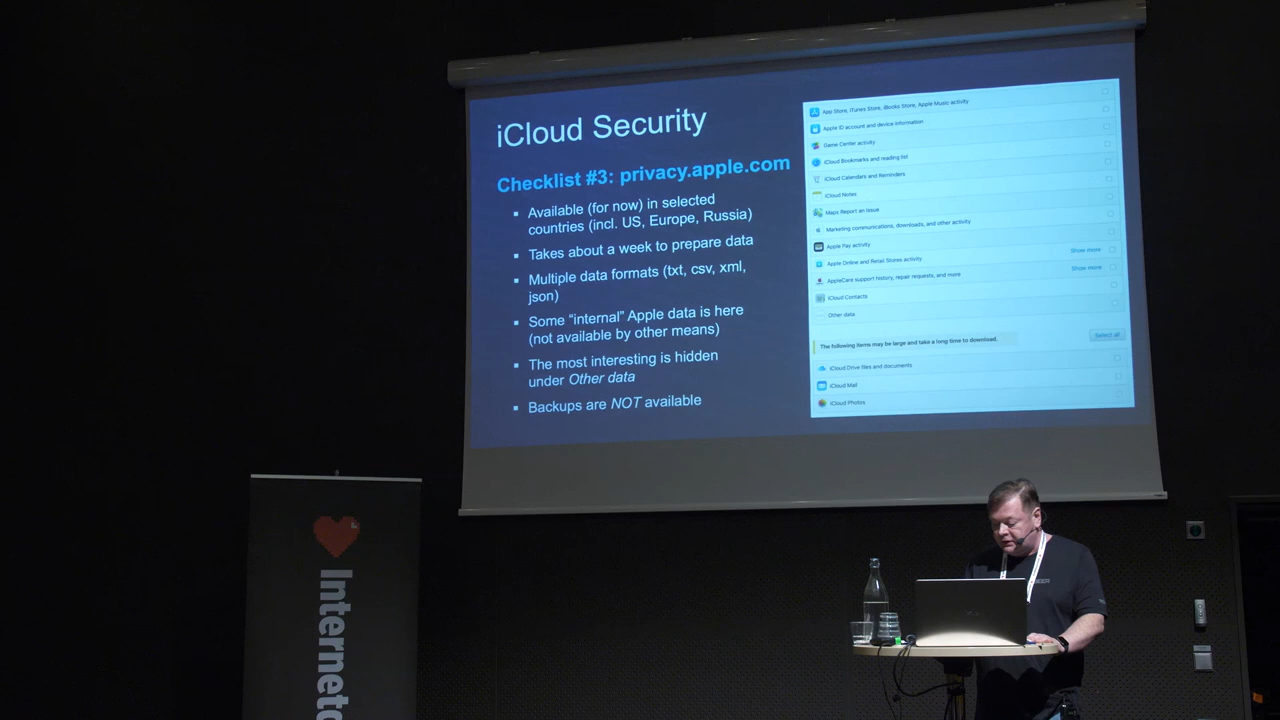 iCloud Security
Checklist #3: privacy.apple.com
Available (for now) in selected
countries (incl. US, Europe, Russia)
Takes about a week to prepare data
Multiple data formats (txt, csv, xml,
json)
Some “internal” Apple data is here
(not available by other means)
The most interesting is hidden
under Other data
Backups are NOT available
App Store, iTunes Store, iBooks Store, Apple Music activity
Apple ID account and device information
Game Center activity
iCloud Bookmarks and reading list
iCloud Calendars and Reminders
iCloud Notes
Maps Report an Issue
Marketing communications, downloads, and other activity
Apple Pay activity
Apple Online and Retail Stores activity
Show more
AppleCare support history, repair requests, and more
Show more
iCloud Contacts
Other data
The following items may be large and take a long time to download.
Select all
iCloud Drive files and documents
iCloud Mail
iCloud Photos